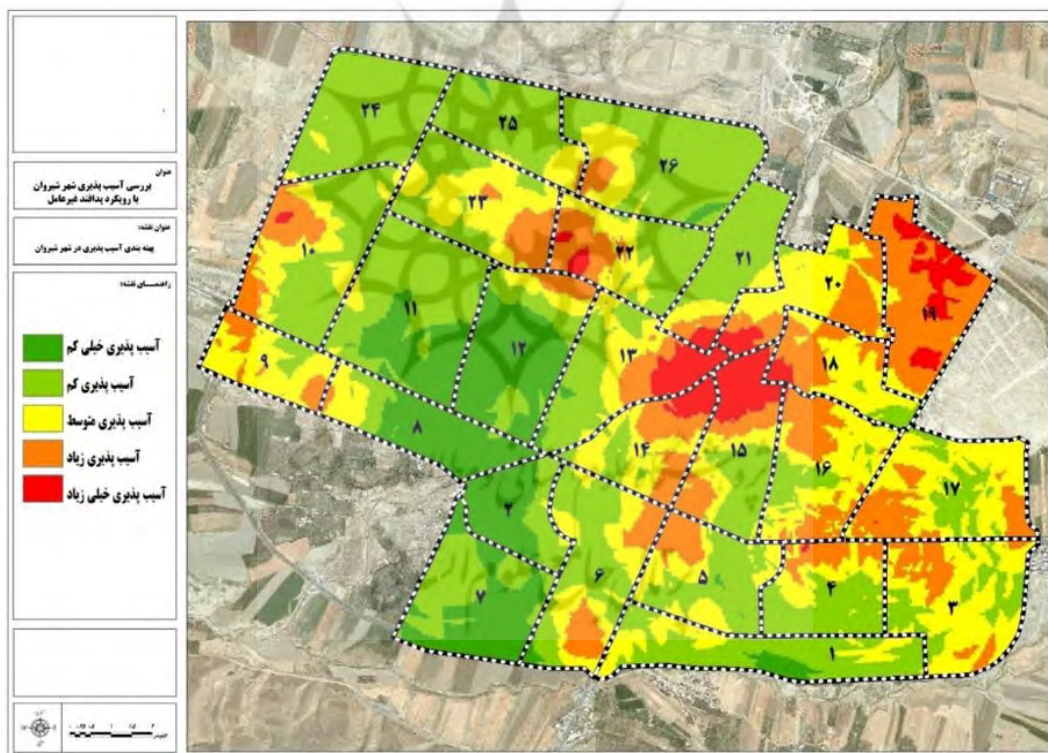 عنوان
بررسی آسیب پذیری شهر شیروان
با رویکرد پدافند غیرعامل
عنوان نقشه:
پهنه بندی آسیب پذیری در شهر شیروان
راهنمــای نقشه:
آسیب پذیری خیلی کم
آسیب پذیری کم
آسیب پذیری متوسط
آسیب پذیری زیاد
آسیب پذیری خیلی زیاد
۲۴
۲۵
۲۶
۲۳
۱۰
۲۲
۲۱
۲۰
۱۹
۱۱
۱۲
۱۳
۱۸
۹
۸
۱۴
۱۵
۱۶
۱۷
۲
۷
۶
۵
۴
۳
۱